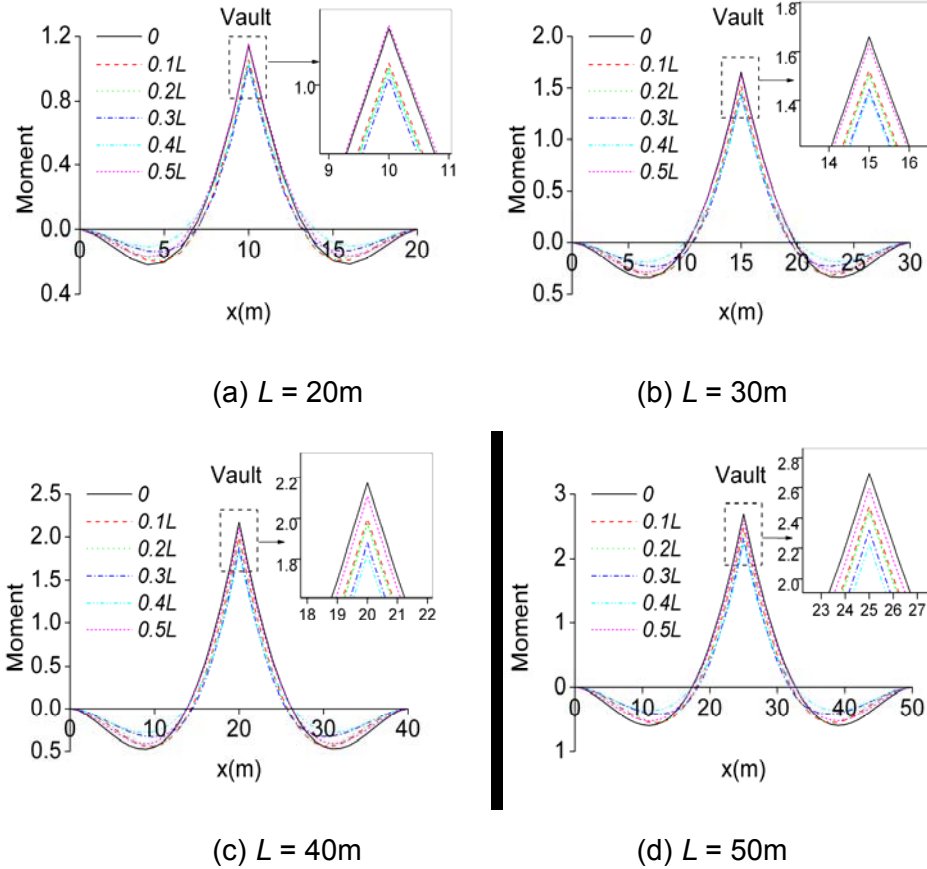 Vault
1.2
0.8
0.4
0.0
0.4
Moment
0
0.1L
0.2L
0.3L
0.4L
0.5L
1.0
9 10 11
0 5 10 15 20
x(m)
(a) L = 20m
Vault
2.0
1.5
1.0
0.5
0.0
0.5
Moment
0
0.1L
0.2L
0.3L
0.4L
0.5L
1.8
1.6
1.4
14 15 16
0 5 10 15 20 25 30
x(m)
(b) L = 30m
Vault
2.5
2.0
1.5
1.0
0.5
0.0
0.5
Moment
0
0.1L
0.2L
0.3L
0.4L
0.5L
2.2
2.0
1.8
18 19 20 21 22
0 10 20 30 40
x(m)
(c) L = 40m
Vault
3
2
1
0
1
Moment
0
0.1L
0.2L
0.3L
0.4L
0.5L
2.8
2.6
2.4
2.2
2.0
23 24 25 26 27
0 10 20 30 40 50
x(m)
(d) L = 50m